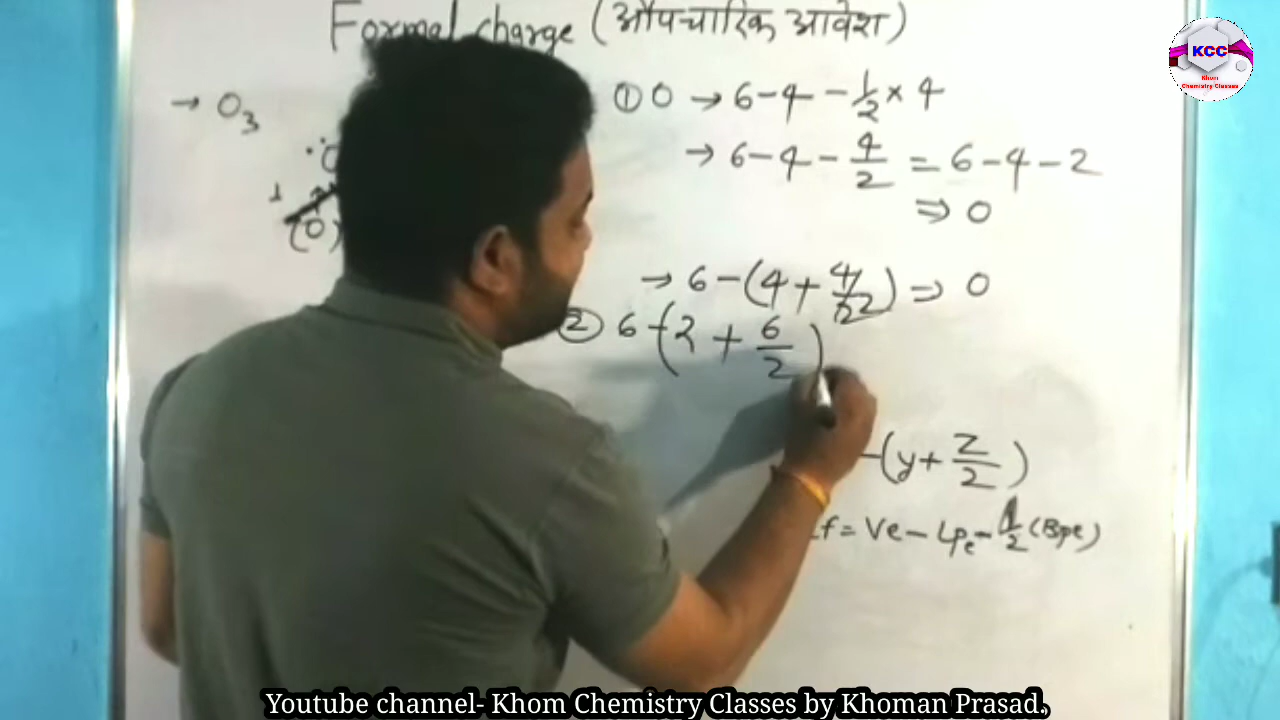 Formal charge (औपचारिक आवेश)
→ O3
① O → 6-4-1/2×4
→ 6-4-4/2 = 6-4-2
⇒ 0
(O)
→ 6-(4+4/2) ⇒ 0
② 6-(2+6/2)
-(y+Z/2)
f = Ve - Lpe - 1/2 (Bpe)
KCC
Khom
Chemistry Classes
Youtube channel- Khom Chemistry Classes by Khoman Prasad.